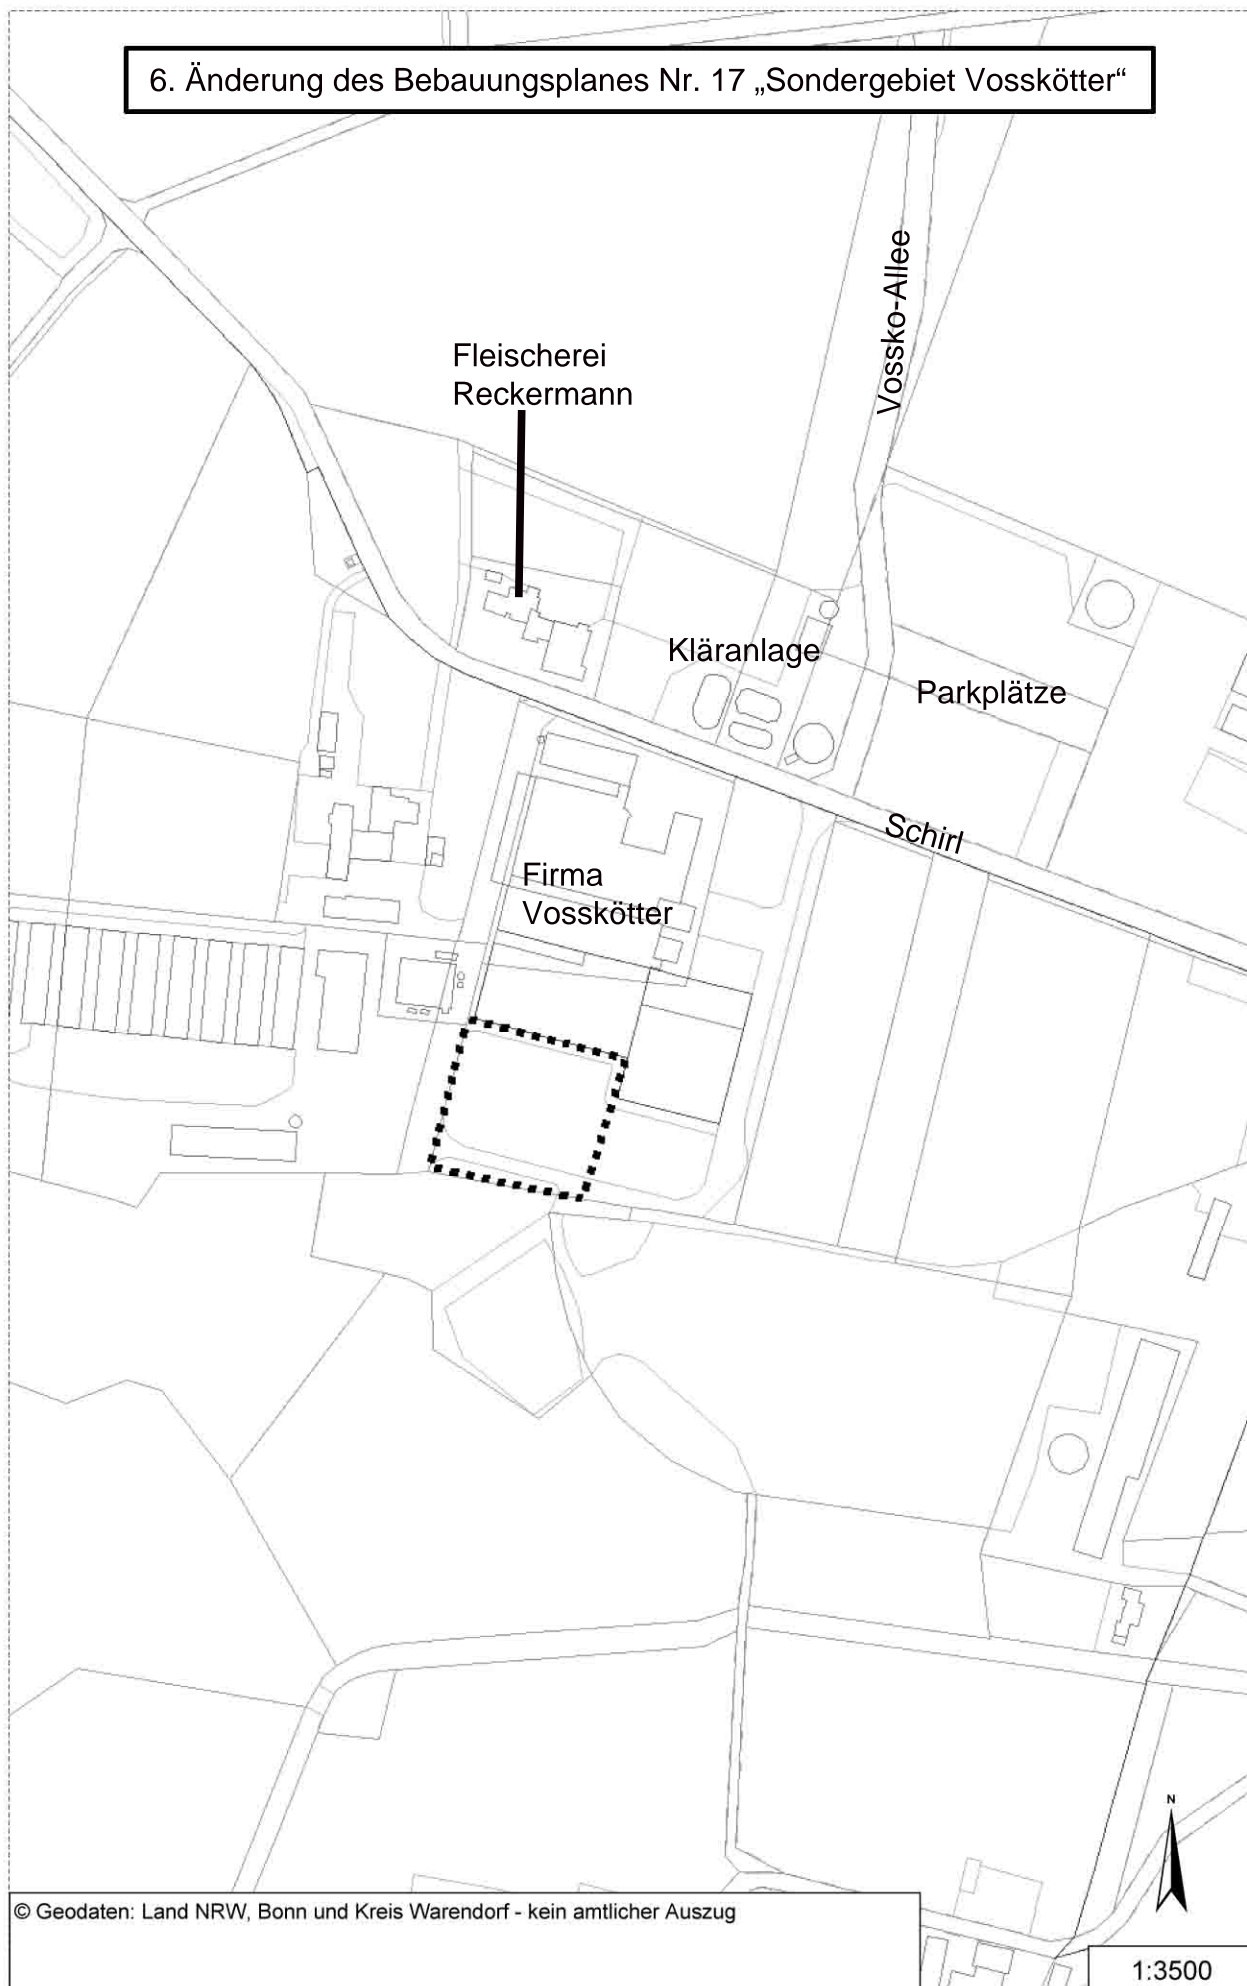 6. Änderung des Bebauungsplanes Nr. 17 „Sondergebiet Vosskötter“
Vossko-Allee
Fleischerei
Reckermann
Kläranlage
Parkplätze
Schirl
Firma
Vosskötter
N
© Geodaten: Land NRW, Bonn und Kreis Warendorf - kein amtlicher Auszug
1:3500